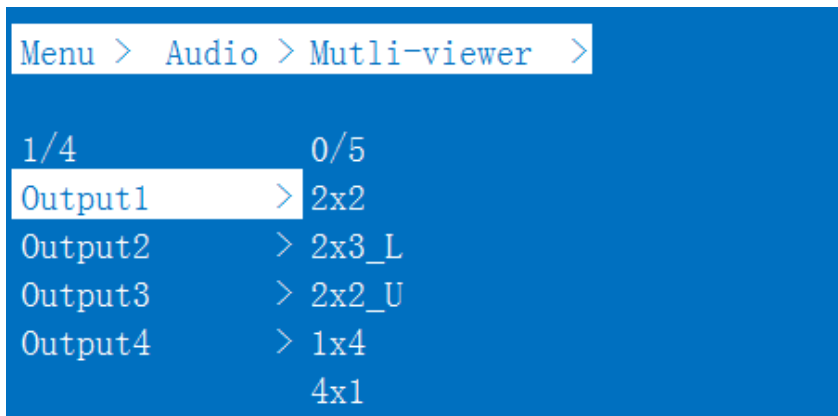 Menu > Audio > Mutli-viewer >
1/4 0/5
Output1 > 2x2
Output2 > 2x3_L
Output3 > 2x2_U
Output4 > 1x4
4x1